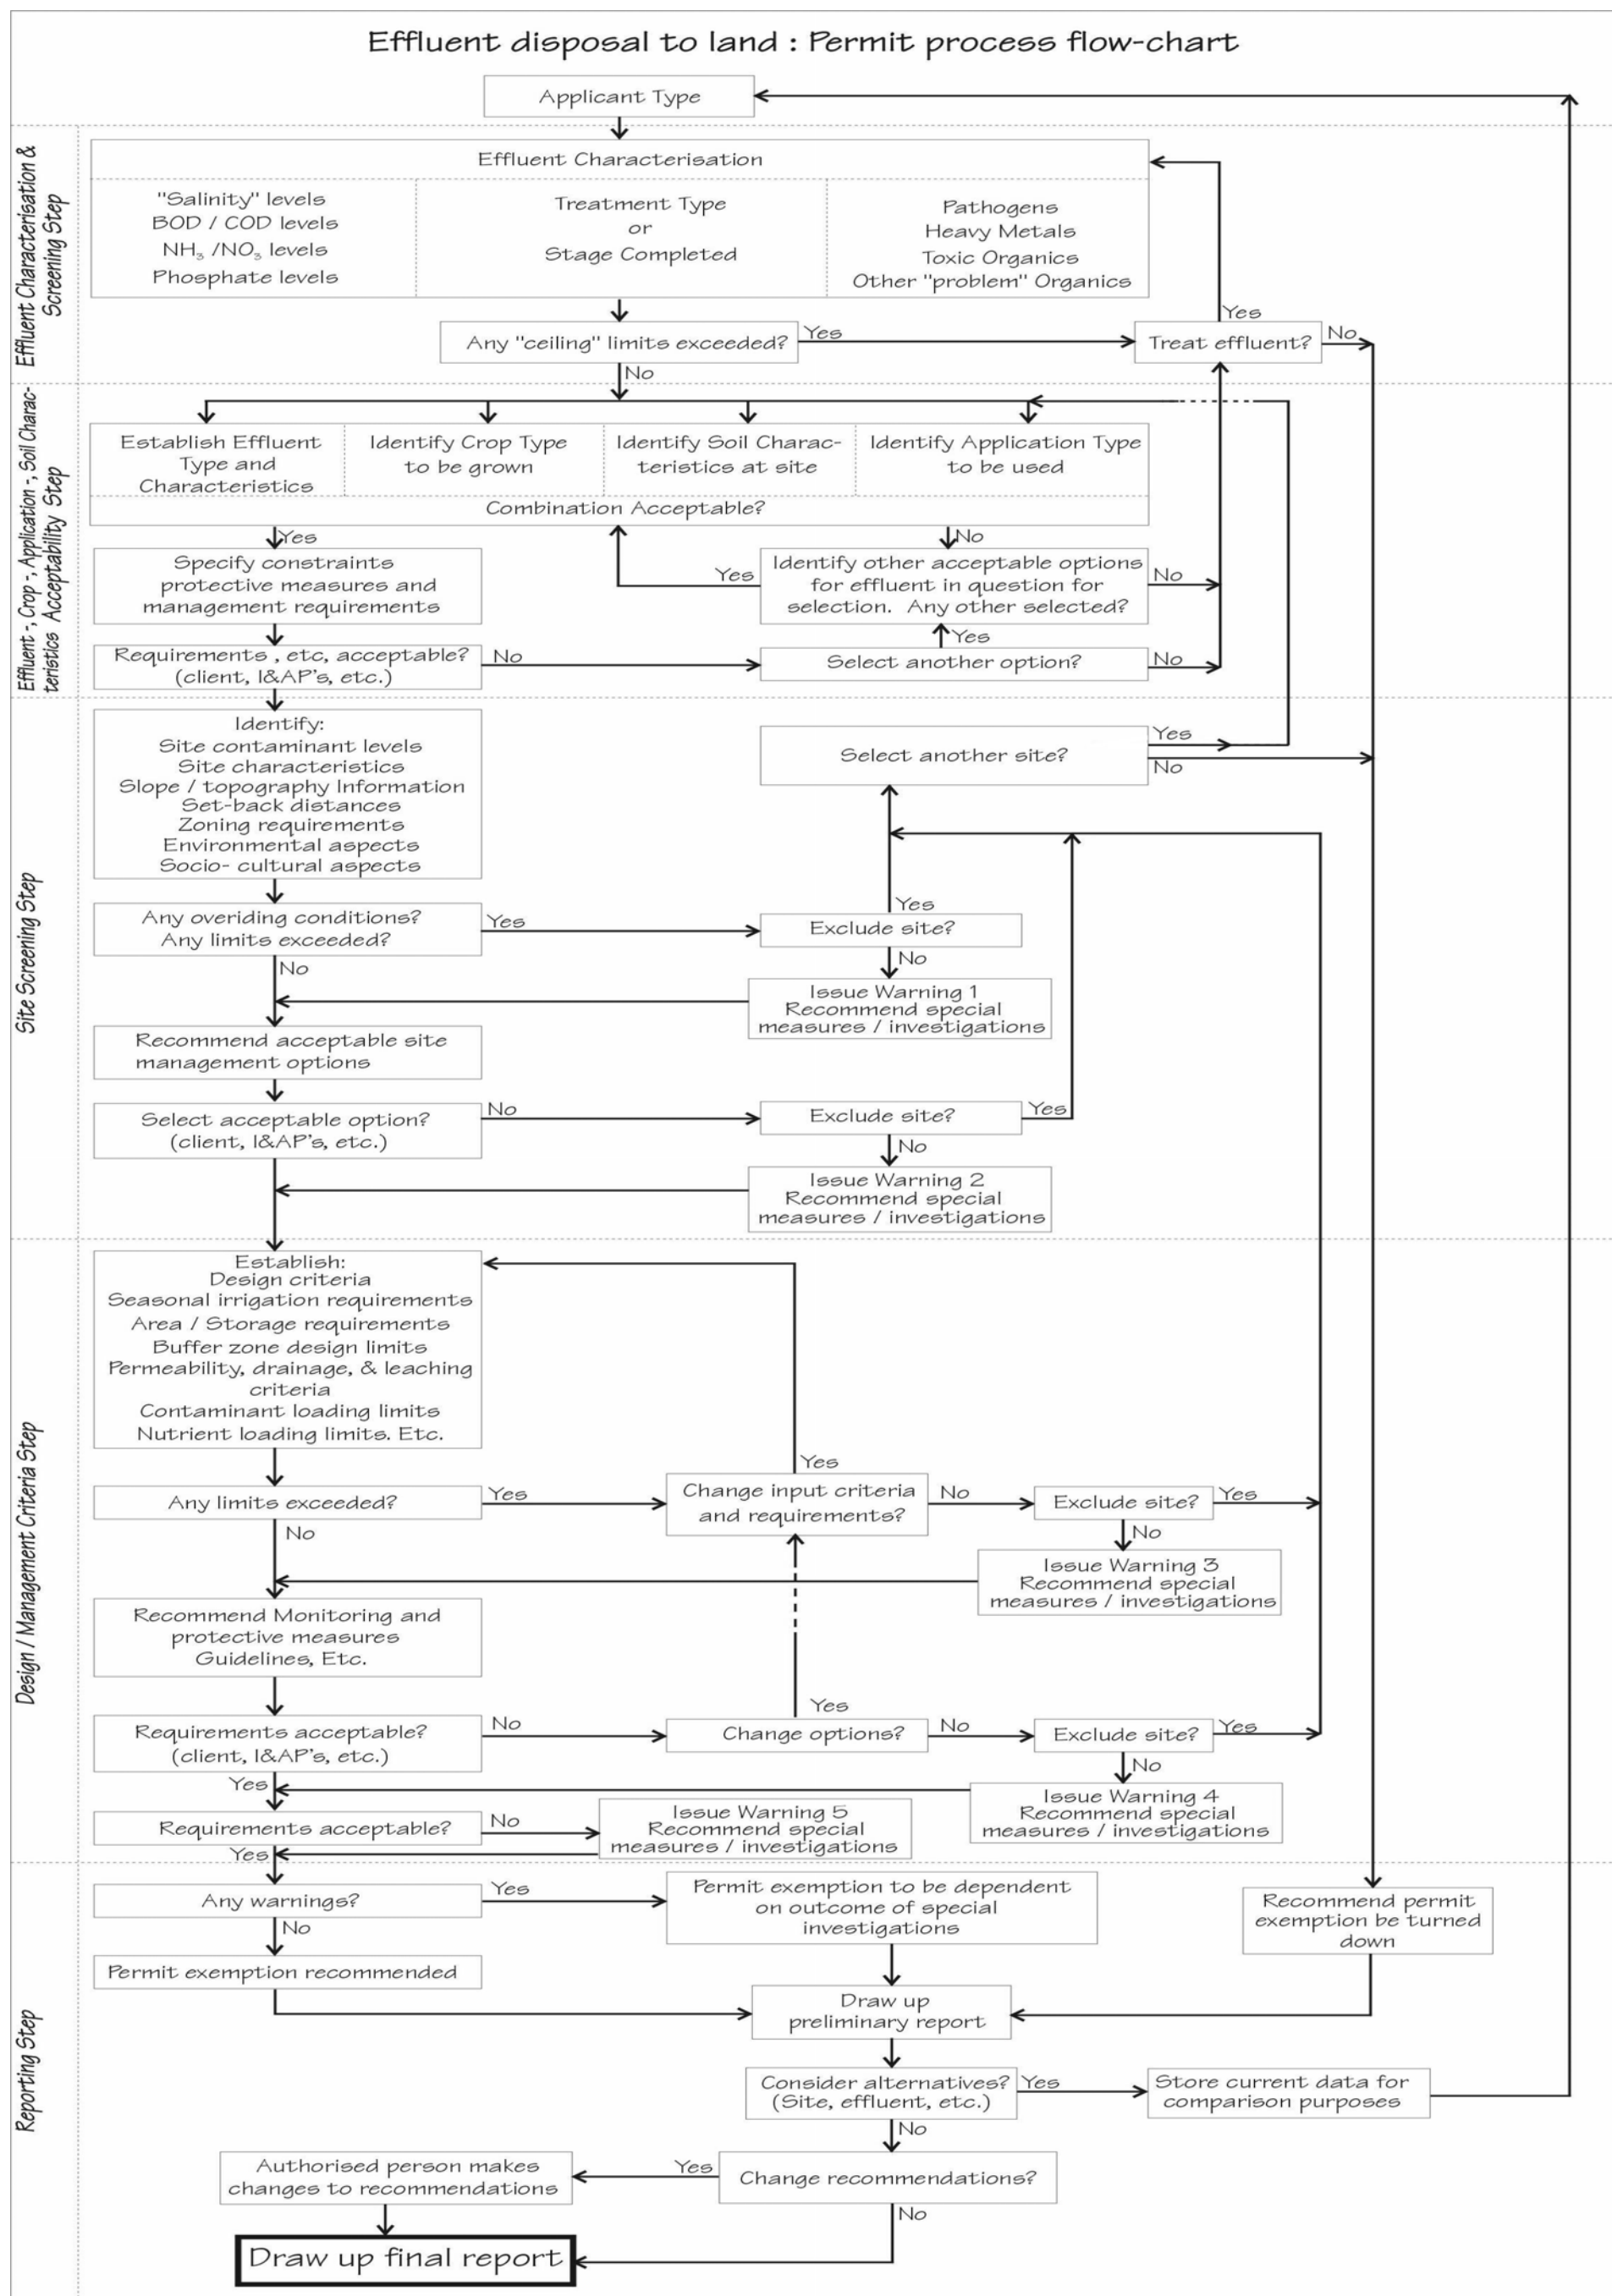 Effluent disposal to land : Permit process flow-chart
Applicant Type
Effluent Characterisation &
Screening Step
Effluent Characterisation
"Salinity" levels
BOD / COD levels
NH₃ /NO₃ levels
Phosphate levels
Treatment Type
or
Stage Completed
Pathogens
Heavy Metals
Toxic Organics
Other "problem" Organics
Any "ceiling" limits exceeded?
Yes
Treat effluent?
Yes
No
No
Effluent -, Crop -, Application -, Soil Charac-
teristics Acceptability Step
Establish Effluent
Type and
Characteristics
Identify Crop Type
to be grown
Identify Soil Charac-
teristics at site
Identify Application Type
to be used
Combination Acceptable?
Yes
No
Specify constraints
protective measures and
management requirements
Yes
Identify other acceptable options
for effluent in question for
selection. Any other selected?
No
Yes
Requirements , etc, acceptable?
(client, I&AP's, etc.)
No
Select another option?
No
Site Screening Step
Identify:
Site contaminant levels
Site characteristics
Slope / topography Information
Set-back distances
Zoning requirements
Environmental aspects
Socio- cultural aspects
Select another site?
Yes
No
Any overiding conditions?
Any limits exceeded?
Yes
Yes
Exclude site?
No
No
Issue Warning 1
Recommend special
measures / investigations
Recommend acceptable site
management options
Select acceptable option?
(client, I&AP's, etc.)
No
Exclude site?
Yes
No
Issue Warning 2
Recommend special
measures / investigations
Design / Management Criteria Step
Establish:
Design criteria
Seasonal irrigation requirements
Area / Storage requirements
Buffer zone design limits
Permeability, drainage, & leaching
criteria
Contaminant loading limits
Nutrient loading limits. Etc.
Any limits exceeded?
Yes
Yes
Change input criteria
and requirements?
No
Exclude site?
Yes
No
No
Issue Warning 3
Recommend special
measures / investigations
Recommend Monitoring and
protective measures
Guidelines, Etc.
Requirements acceptable?
(client, I&AP's, etc.)
No
Yes
Change options?
No
Exclude site?
Yes
No
Yes
Issue Warning 4
Recommend special
measures / investigations
Requirements acceptable?
No
Issue Warning 5
Recommend special
measures / investigations
Yes
Reporting Step
Any warnings?
Yes
Permit exemption to be dependent
on outcome of special
investigations
Recommend permit
exemption be turned
down
No
Permit exemption recommended
Draw up
preliminary report
Consider alternatives?
(Site, effluent, etc.)
Yes
Store current data for
comparison purposes
No
Authorised person makes
changes to recommendations
Yes
Change recommendations?
No
Draw up final report